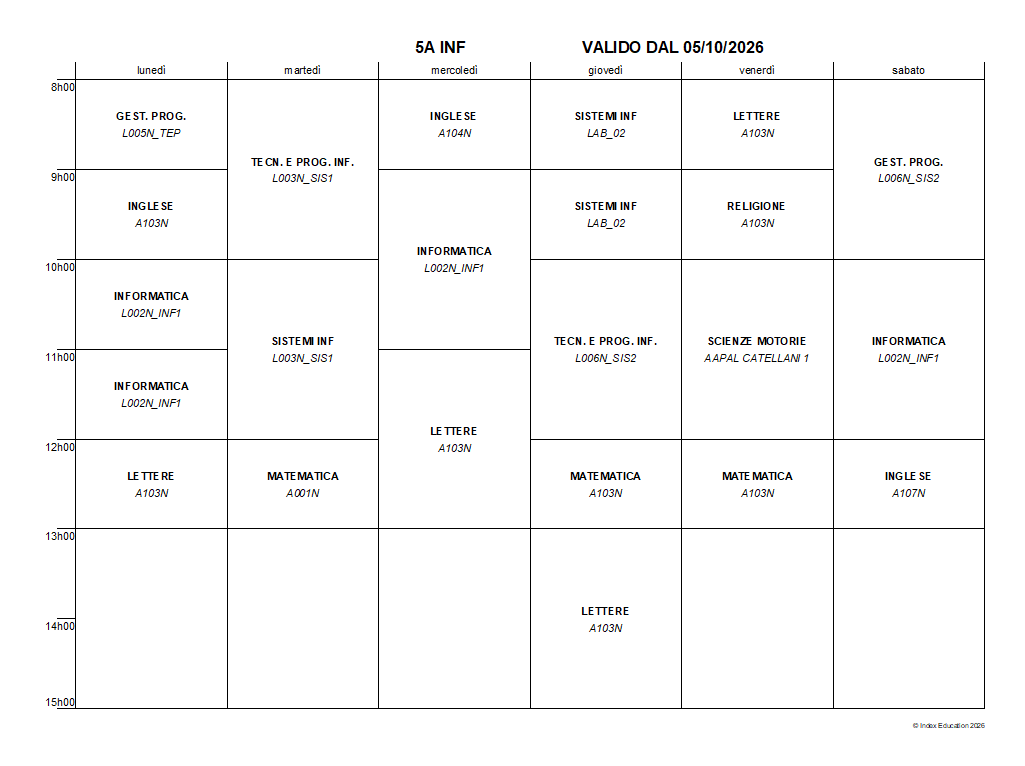 5A INF VALIDO DAL 05/10/2026
lunedì martedì mercoledì giovedì venerdì sabato
8h00
GEST. PROG.
L005N_TEP
TECN. E PROG. INF.
L003N_SIS1
INGLESE
A104N
SISTEMI INF
LAB_02
LETTERE
A103N
GEST. PROG.
L006N_SIS2
9h00
INGLESE
A103N
INFORMATICA
L002N_INF1
SISTEMI INF
LAB_02
RELIGIONE
A103N
10h00
INFORMATICA
L002N_INF1
SISTEMI INF
L003N_SIS1
TECN. E PROG. INF.
L006N_SIS2
SCIENZE MOTORIE
AAPAL CATELLANI 1
INFORMATICA
L002N_INF1
11h00
INFORMATICA
L002N_INF1
LETTERE
A103N
12h00
LETTERE
A103N
MATEMATICA
A001N
MATEMATICA
A103N
MATEMATICA
A103N
INGLESE
A107N
13h00
LETTERE
A103N
14h00
15h00
© Index Education 2026